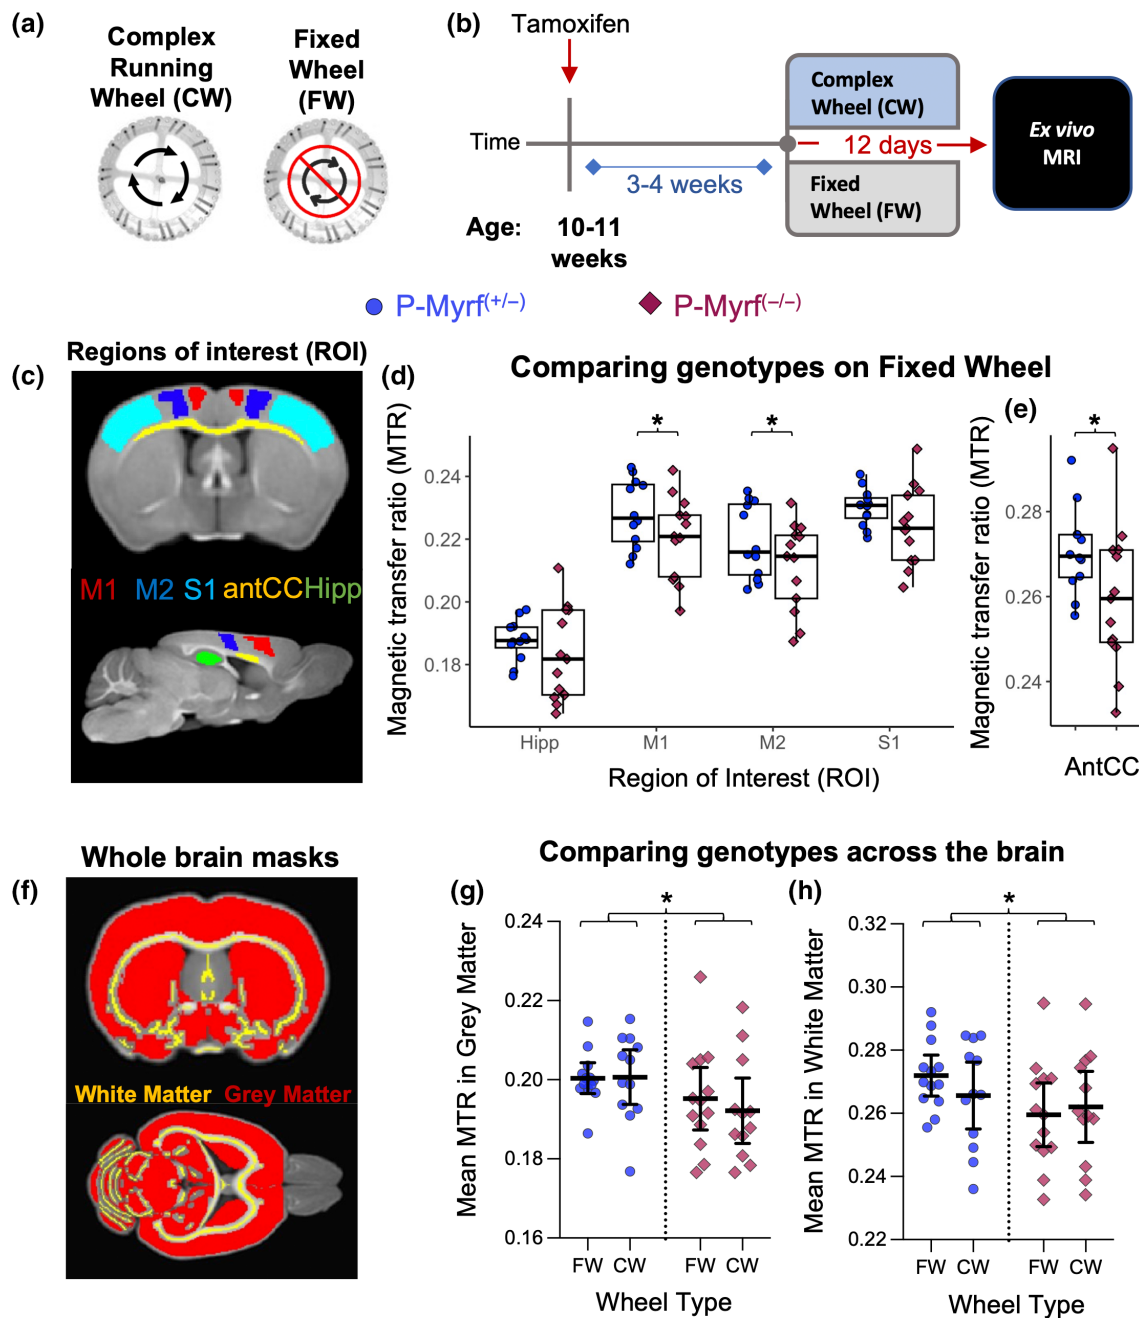 (a)
Complex
Running
Wheel (CW)
Fixed
Wheel
(FW)
(b)
Tamoxifen
Time
3-4 weeks
Age:
10-11
weeks
Complex
Wheel (CW)
12 days
Fixed
Wheel (FW)
Ex vivo
MRI
P-Myrf(+/–)
P-Myrf(–/–)
Regions of interest (ROI)
(c)
M1 M2 S1 antCC Hipp
(d)
Comparing genotypes on Fixed Wheel
Magnetic transfer ratio (MTR)
0.24
0.22
0.20
0.18
*
*
Hipp
M1
M2
S1
Region of Interest (ROI)
(e)
Magnetic transfer ratio (MTR)
*
0.28
0.26
0.24
AntCC
Whole brain masks
(f)
White Matter Grey Matter
Comparing genotypes across the brain
(g)
Mean MTR in Grey Matter
*
0.24
0.22
0.20
0.18
0.16
FW CW FW CW
Wheel Type
(h)
Mean MTR in White Matter
*
0.32
0.30
0.28
0.26
0.24
0.22
FW CW FW CW
Wheel Type